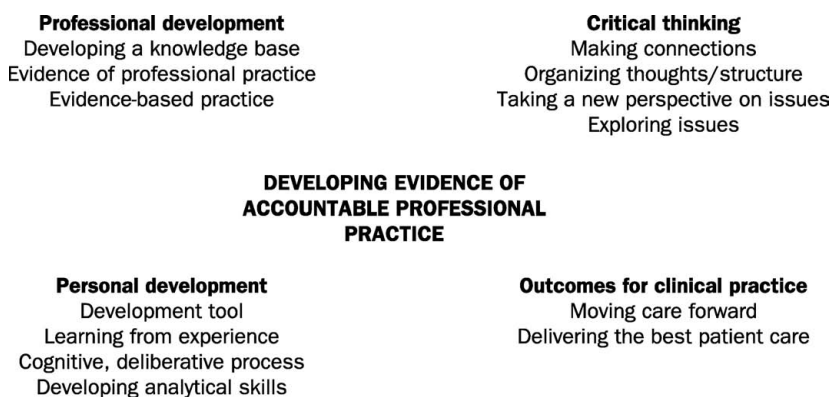 Professional development
Developing a knowledge base
Evidence of professional practice
Evidence-based practice
Critical thinking
Making connections
Organizing thoughts/structure
Taking a new perspective on issues
Exploring issues
DEVELOPING EVIDENCE OF
ACCOUNTABLE PROFESSIONAL
PRACTICE
Personal development
Development tool
Learning from experience
Cognitive, deliberative process
Developing analytical skills
Outcomes for clinical practice
Moving care forward
Delivering the best patient care